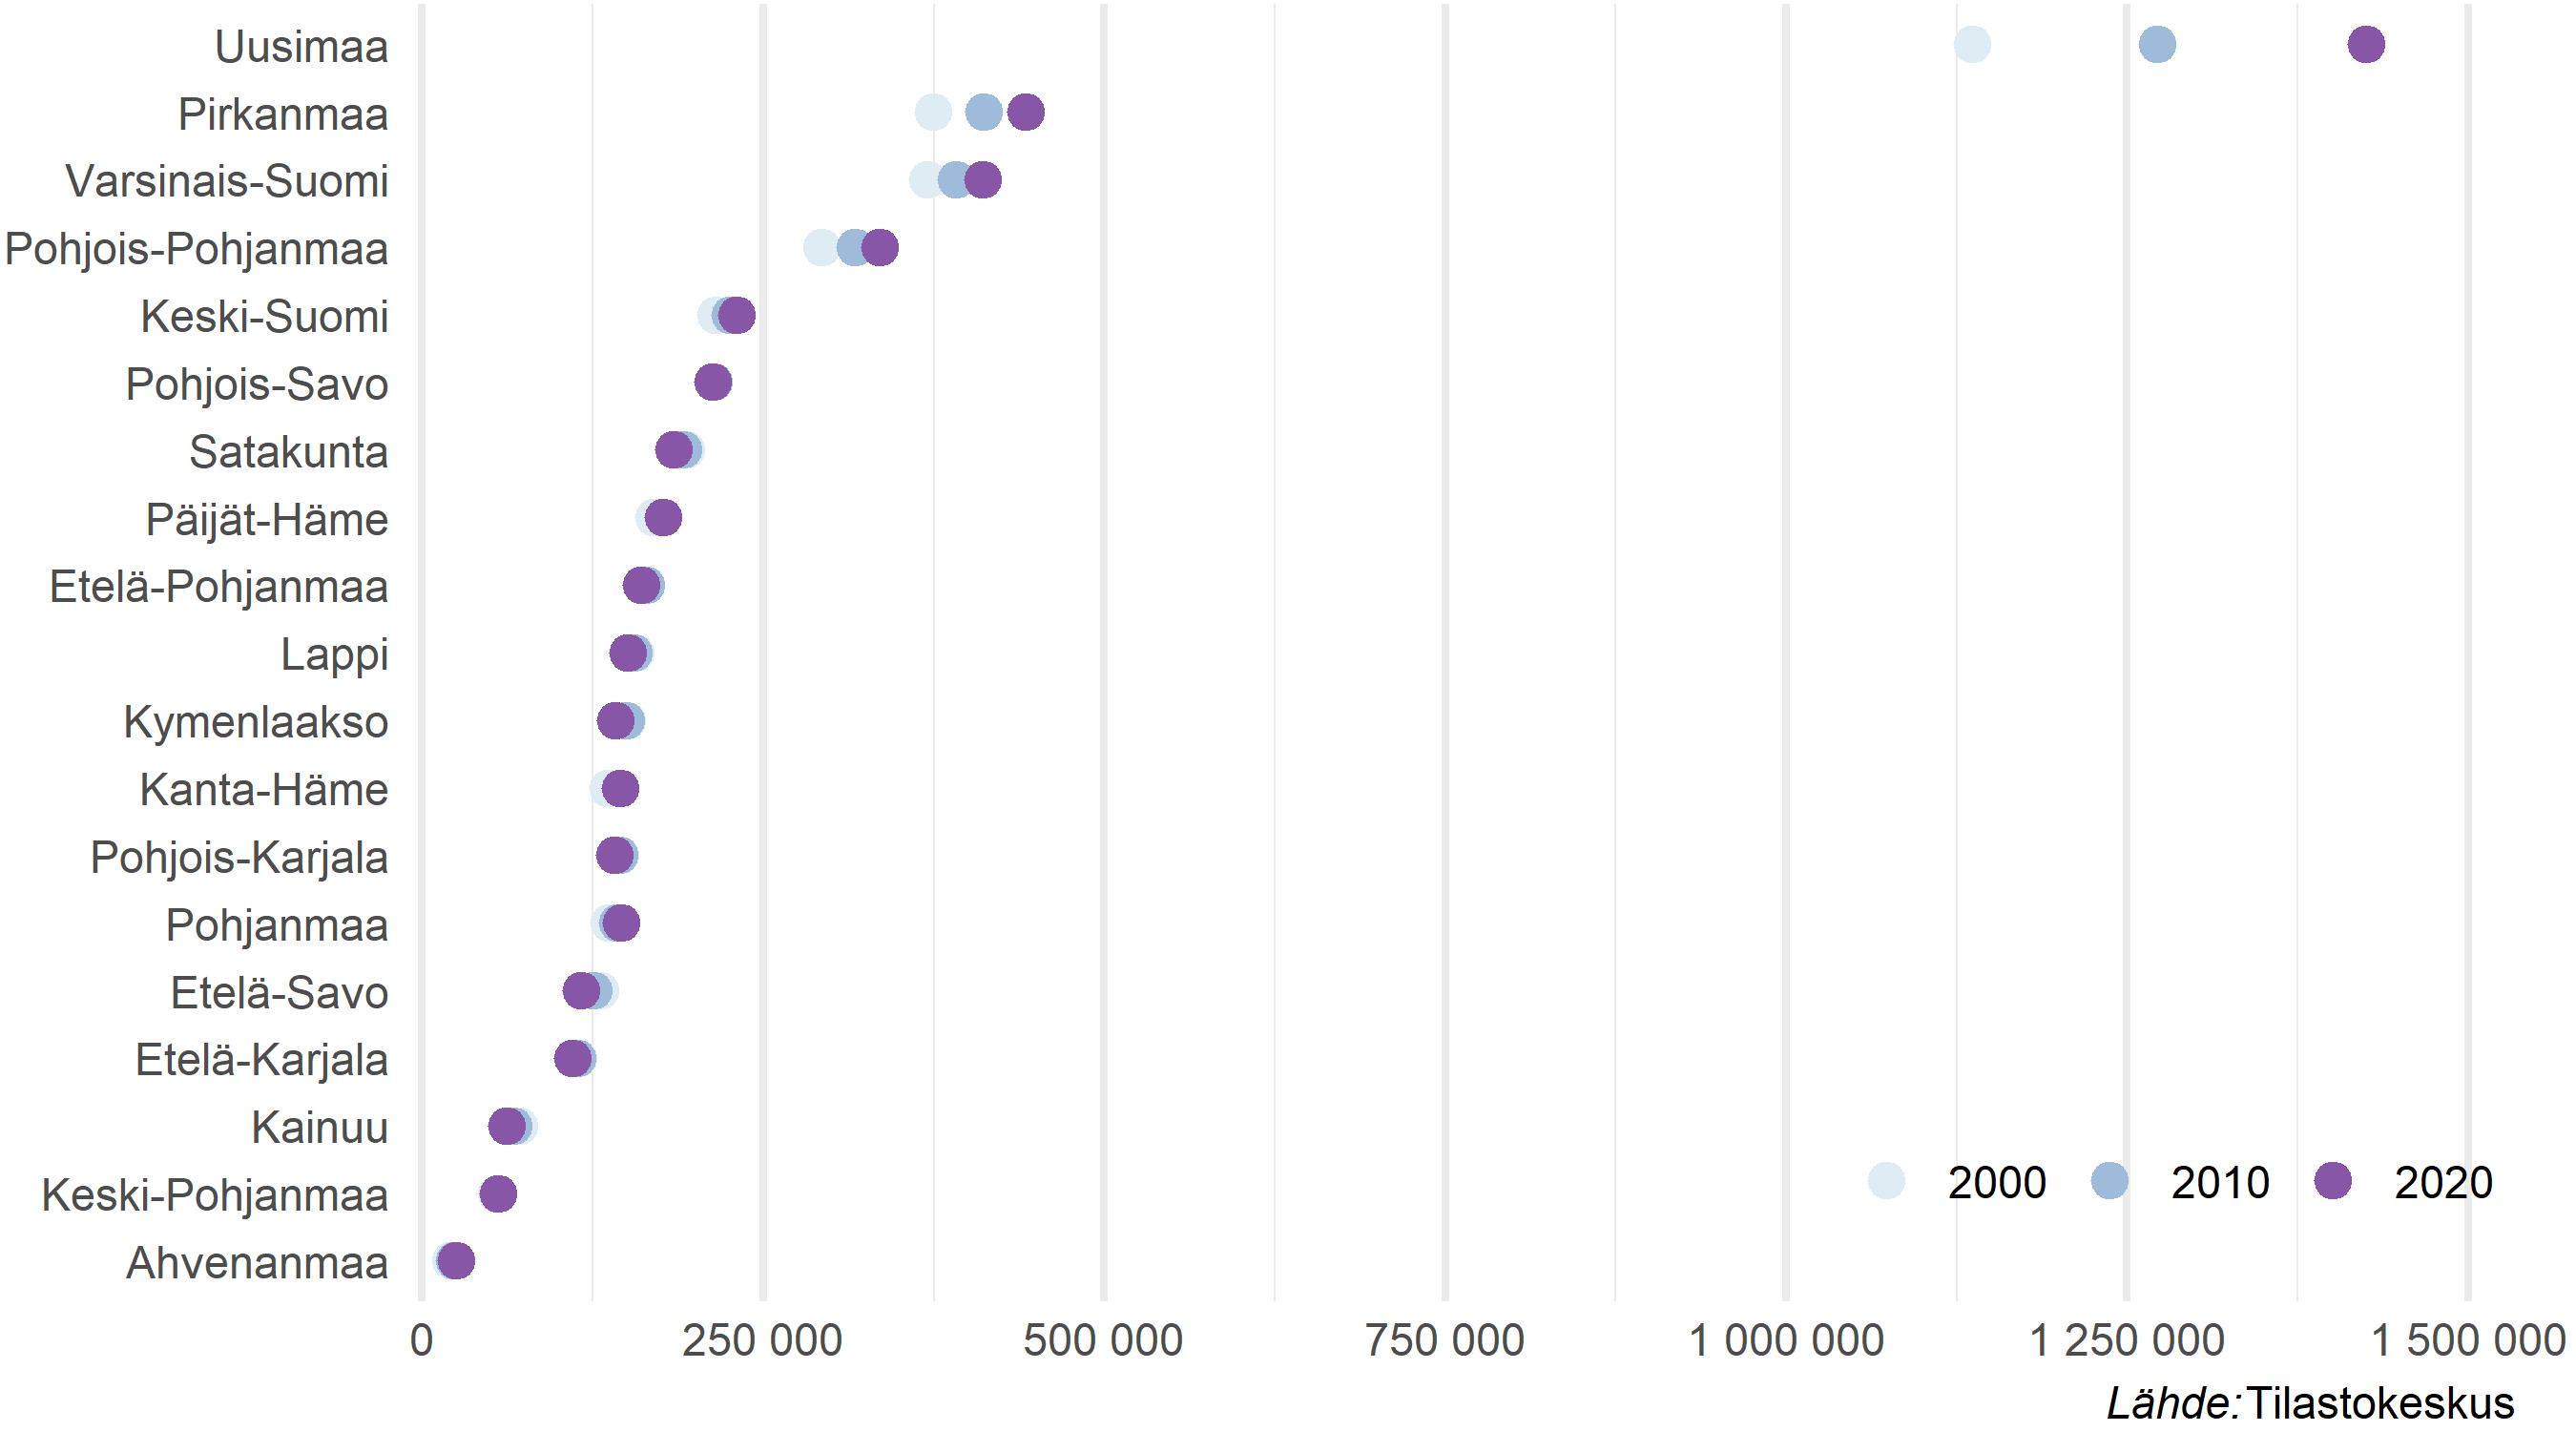 Uusimaa
Pirkanmaa
Varsinais-Suomi
Pohjois-Pohjanmaa
Keski-Suomi
Pohjois-Savo
Satakunta
Päijät-Häme
Etelä-Pohjanmaa
Lappi
Kymenlaakso
Kanta-Häme
Pohjois-Karjala
Pohjanmaa
Etelä-Savo
Etelä-Karjala
Kainuu
Keski-Pohjanmaa
Ahvenanmaa
2000 2010 2020
0 250 000 500 000 750 000 1 000 000 1 250 000 1 500 000
Lähde: Tilastokeskus